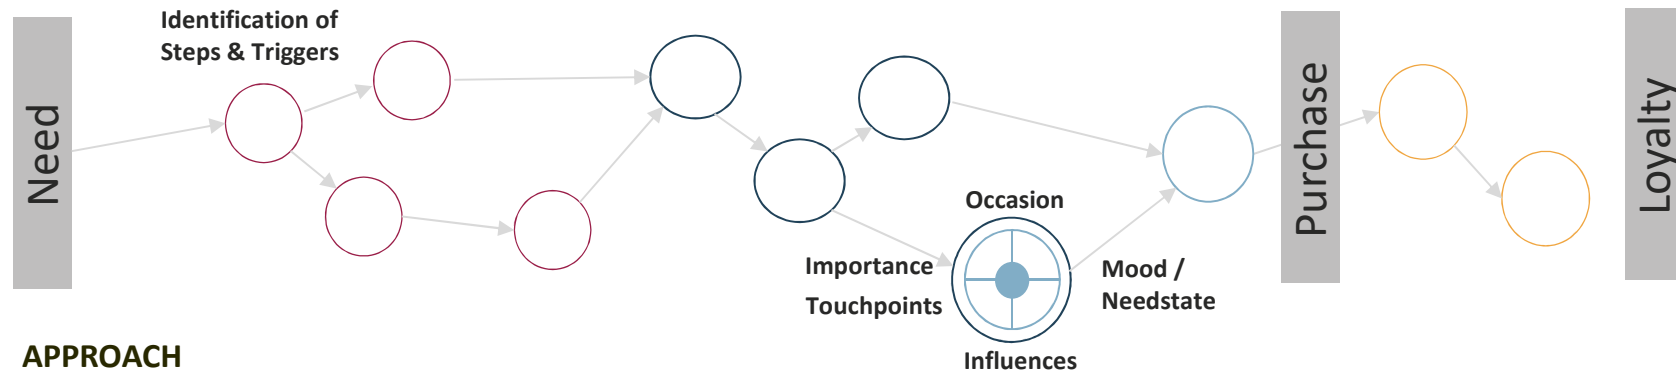 Identification of
Steps & Triggers
Need
Purchase
Loyalty
Occasion
Importance
Touchpoints
Mood /
Needstate
Influences
APPROACH